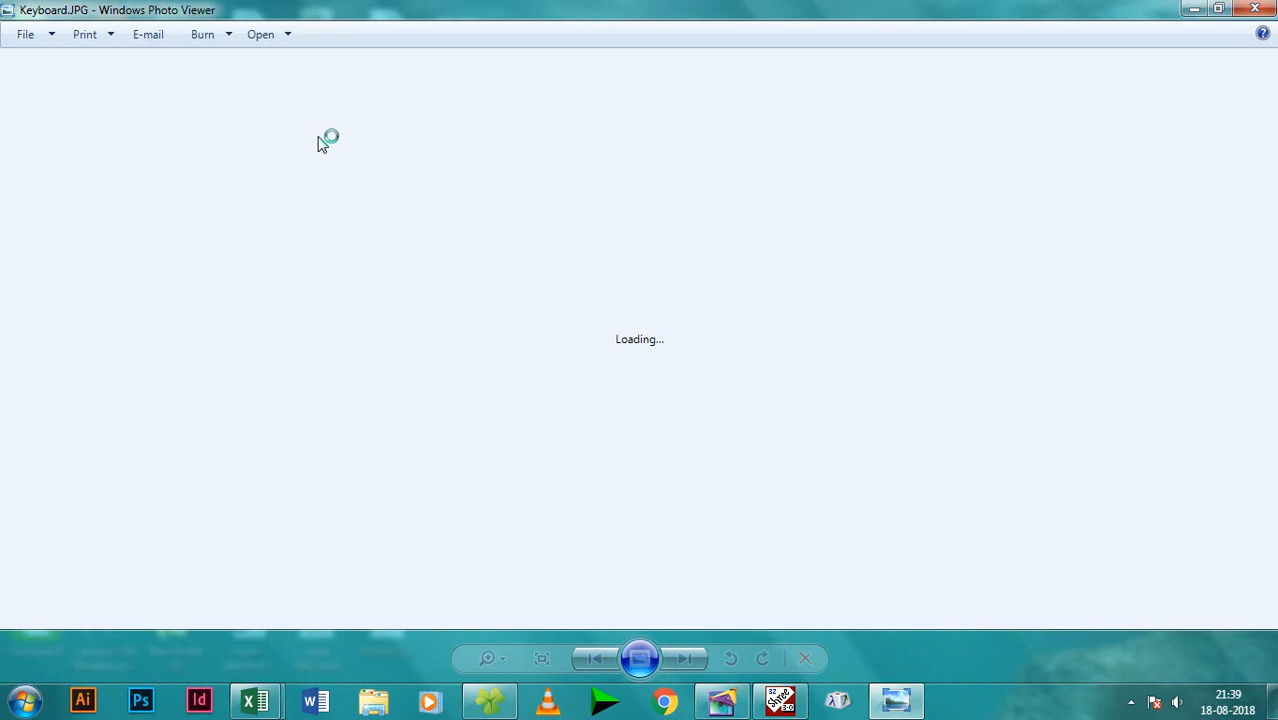 Keyboard.JPG - Windows Photo Viewer
File Print E-mail Burn Open
Loading...
Ai Ps Id
21:39
18-08-2018